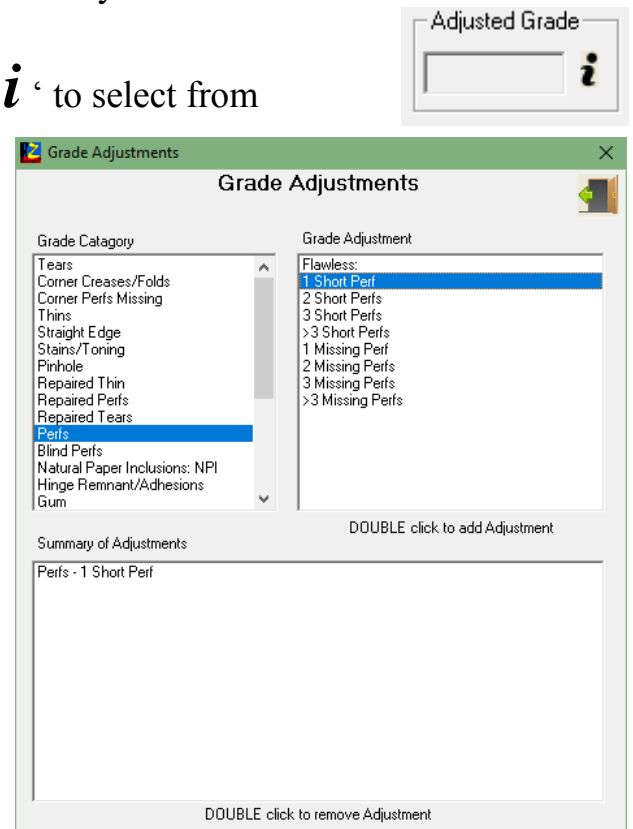 Adjusted Grade
i
i ‘ to select from
Grade Adjustments
Grade Adjustments
Grade Catagory
Tears
Corner Creases/Folds
Corner Perfs Missing
Thins
Straight Edge
Stains/Toning
Pinhole
Repaired Thin
Repaired Perfs
Repaired Tears
Perfs
Blind Perfs
Natural Paper Inclusions: NPI
Hinge Remnant/Adhesions
Gum
Grade Adjustment
Flawless:
1 Short Perf
2 Short Perfs
3 Short Perfs
>3 Short Perfs
1 Missing Perf
2 Missing Perfs
3 Missing Perfs
>3 Missing Perfs
DOUBLE click to add Adjustment
Summary of Adjustments
Perfs - 1 Short Perf
DOUBLE click to remove Adjustment